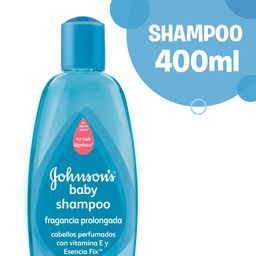 SHAMPOO
400ml
no más
lágrimas
Johnson's
baby
shampoo
fragancia prolongada
cabellos perfumados
con vitamina E y
Esencia Fix™